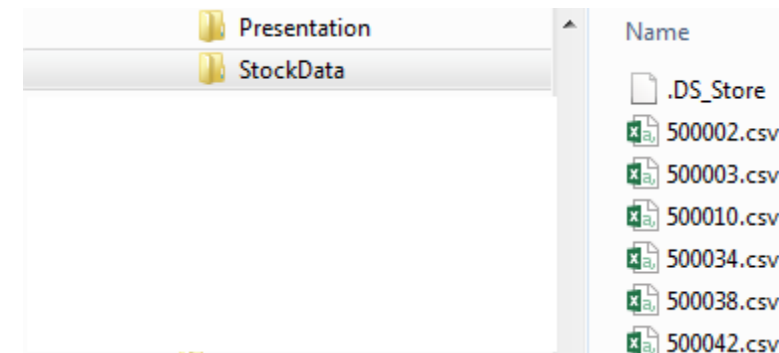 Presentation
StockData
Name
.DS_Store
500002.csv
500003.csv
500010.csv
500034.csv
500038.csv
500042.csv